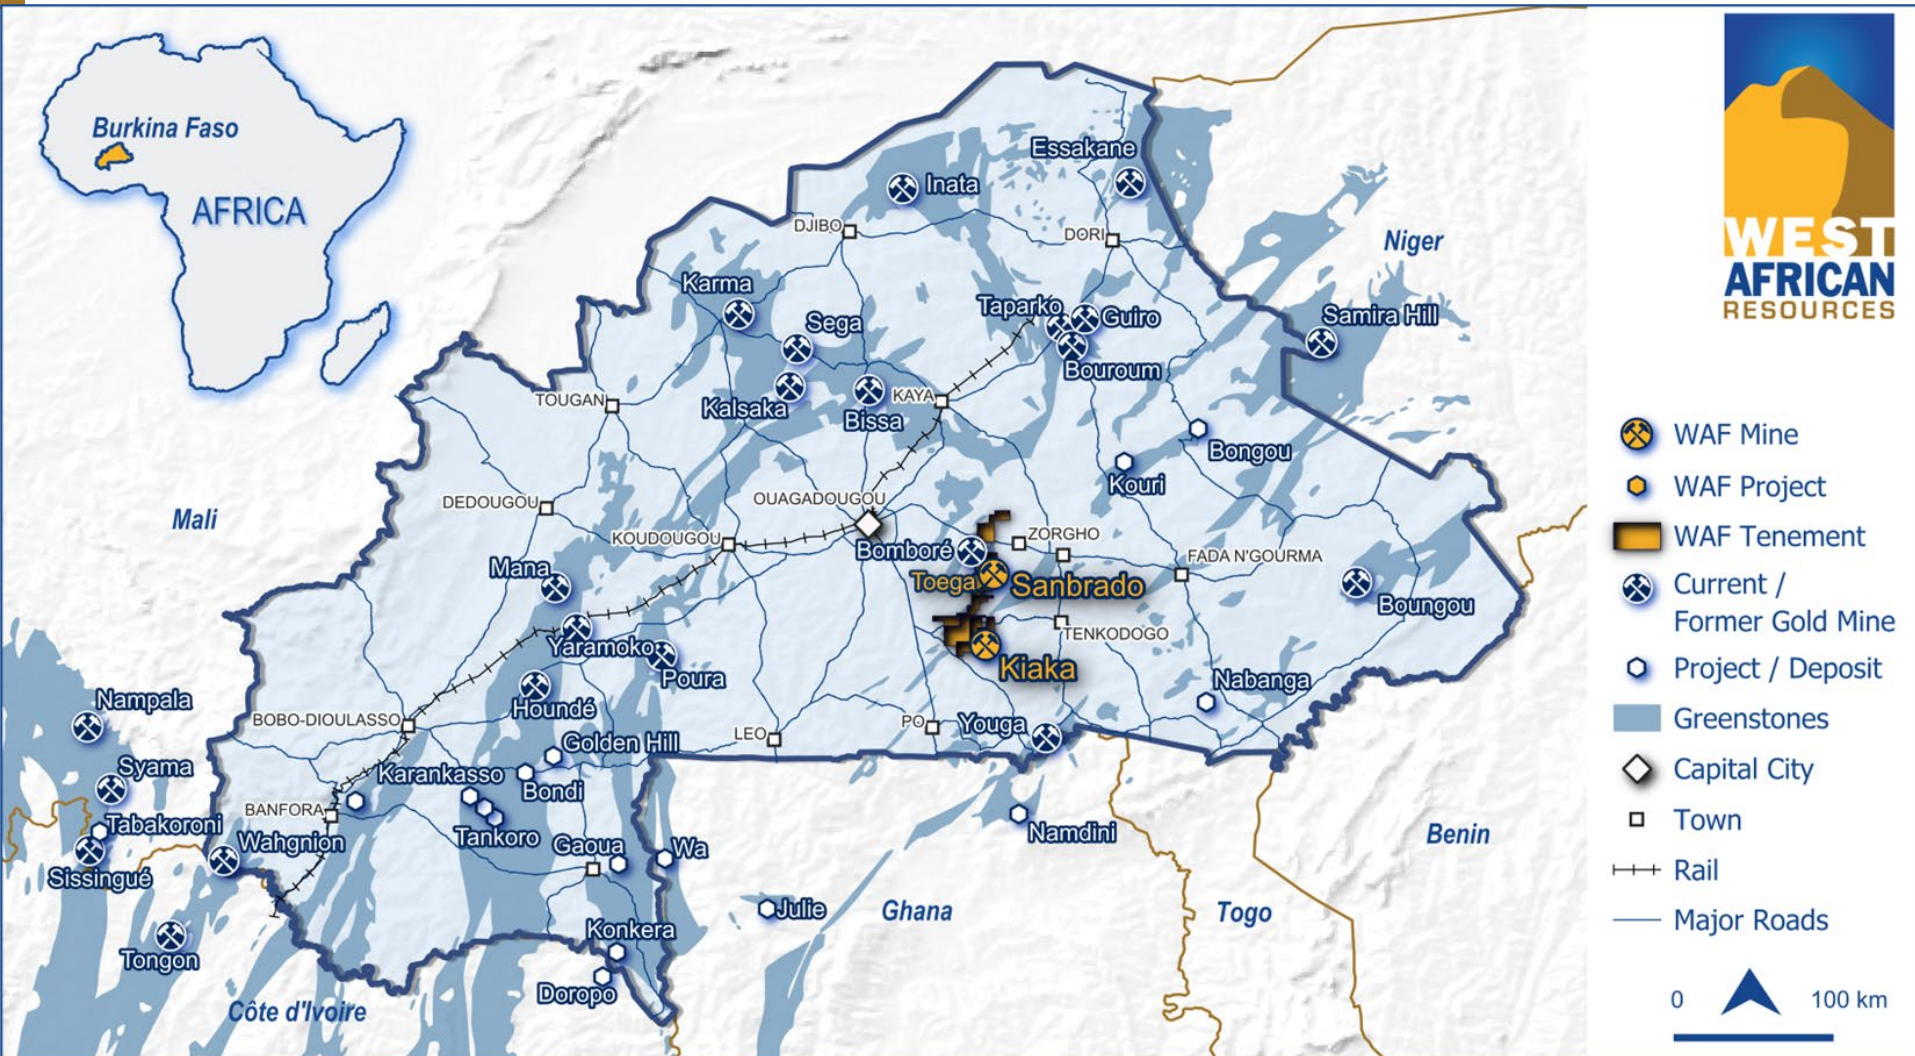 Burkina Faso
AFRICA
Essakane
Inata
DJIBO
DORI
Niger
Karma
Sega
Taparko
Guiro
Samira Hill
Bouroum
TOUGAN
Kalsaka
Bissa
KAYA
Bongou
Kouri
DEDOUGOU
OUAGADOUGOU
Mali
KOUDOUGOU
Bomboré
ZORGHO
FADA N'GOURMA
Mana
Toega
Sanbrado
Boungou
Yaramoko
TENKODOGO
Poura
Kiaka
Nabanga
Nampala
Houndé
BOBO-DIOULASSO
LEO
PO
Youga
Golden Hill
Syama
Karankasso
Bondi
BANFORA
Tabakoroni
Wahgnion
Tankoro
Gaoua
Wa
Namdini
Benin
Sissingué
Julie
Ghana
Togo
Tongon
Konkera
Doropo
Côte d'Ivoire
WEST
AFRICAN
RESOURCES
WAF Mine
WAF Project
WAF Tenement
Current /
Former Gold Mine
Project / Deposit
Greenstones
Capital City
Town
Rail
Major Roads
0 100 km